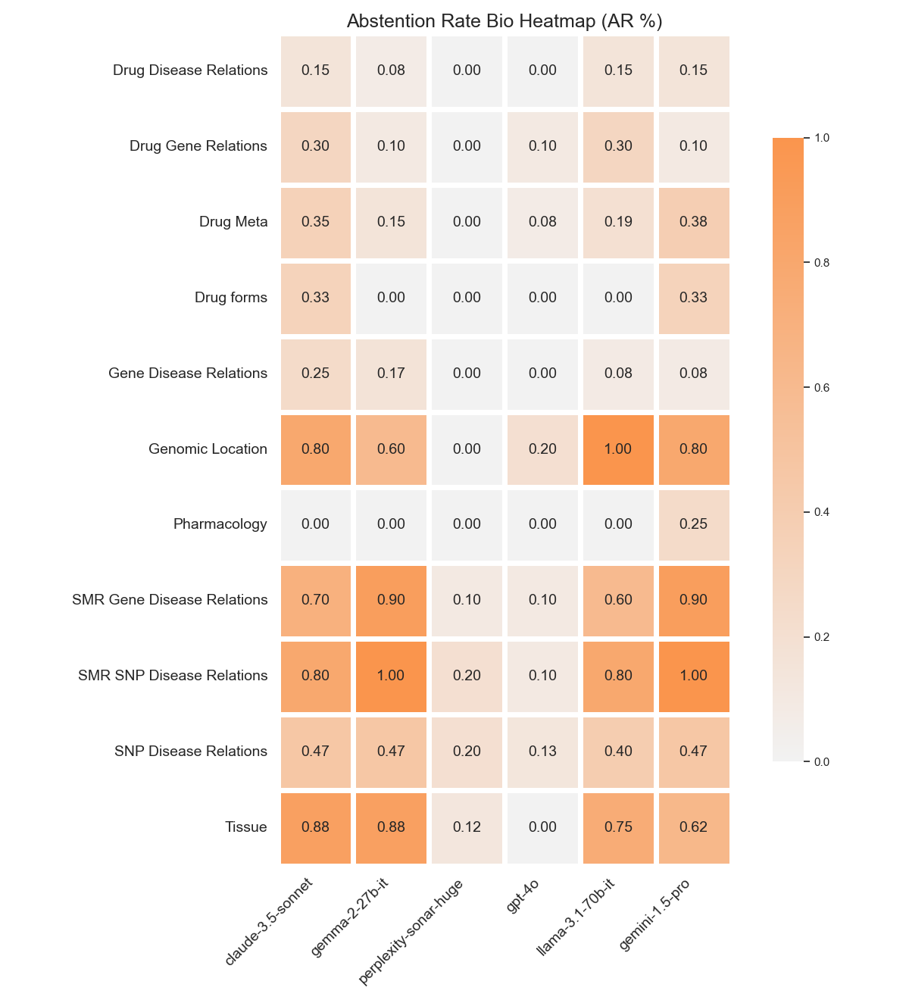 Abstention Rate Bio Heatmap (AR %)
Drug Disease Relations 0.15 0.08 0.00 0.00 0.15 0.15
Drug Gene Relations 0.30 0.10 0.00 0.10 0.30 0.10
Drug Meta 0.35 0.15 0.00 0.08 0.19 0.38
Drug forms 0.33 0.00 0.00 0.00 0.00 0.33
Gene Disease Relations 0.25 0.17 0.00 0.00 0.08 0.08
Genomic Location 0.80 0.60 0.00 0.20 1.00 0.80
Pharmacology 0.00 0.00 0.00 0.00 0.00 0.25
SMR Gene Disease Relations 0.70 0.90 0.10 0.10 0.60 0.90
SMR SNP Disease Relations 0.80 1.00 0.20 0.10 0.80 1.00
SNP Disease Relations 0.47 0.47 0.20 0.13 0.40 0.47
Tissue 0.88 0.88 0.12 0.00 0.75 0.62
claude-3.5-sonnet
gemma-2-27b-it
perplexity-sonar-huge
gpt-4o
llama-3.1-70b-it
gemini-1.5-pro
1.0
0.8
0.6
0.4
0.2
0.0